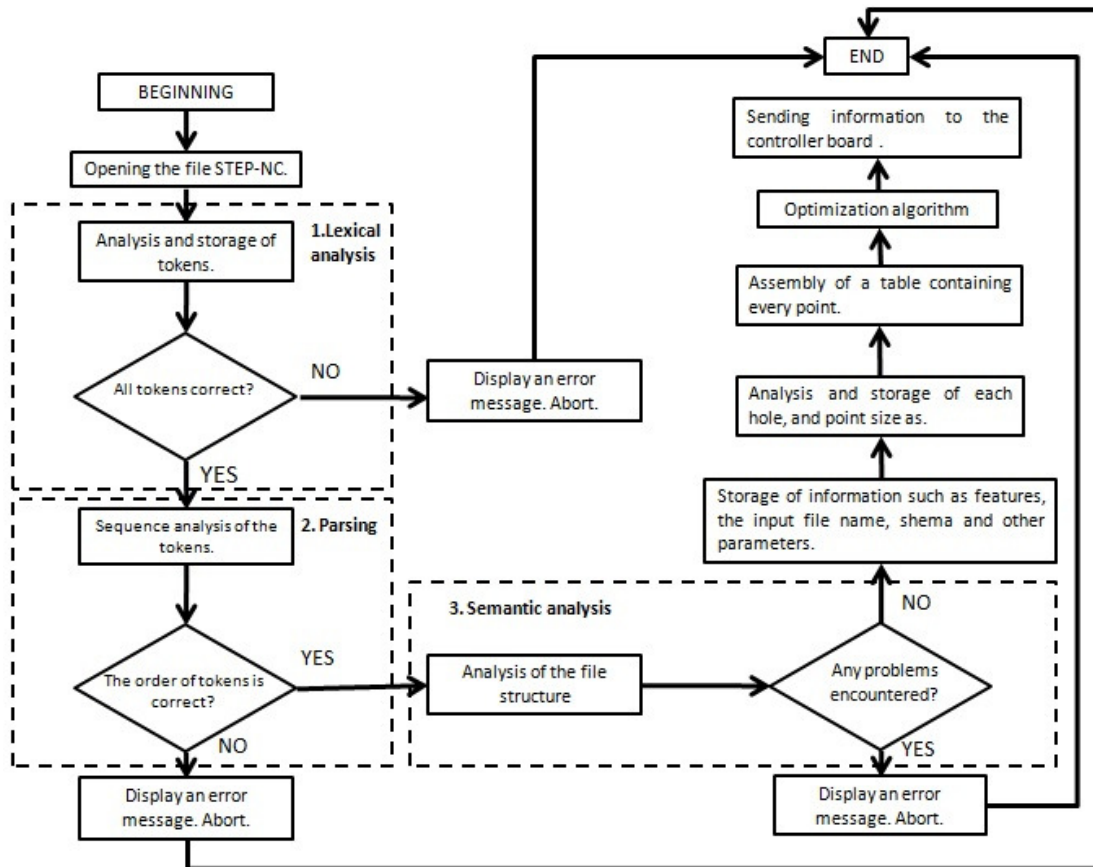 BEGINNING
Opening the file STEP-NC.
1.Lexical
analysis
Analysis and storage of
tokens.
All tokens correct?
NO
Display an error
message. Abort.
YES
2. Parsing
Sequence analysis of the
tokens.
The order of tokens is
correct?
YES
NO
Display an error
message. Abort.
3. Semantic analysis
Analysis of the file
structure
Any problems
encountered?
NO
YES
Display an error
message. Abort.
Storage of information such as features,
the input file name, shema and other
parameters.
Analysis and storage of each
hole, and point size as.
Assembly of a table containing
every point.
Optimization algorithm
Sending information to the
controller board .
END